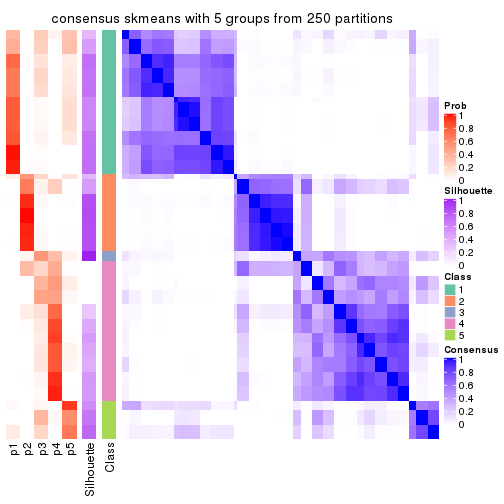 consensus skmeans with 5 groups from 250 partitions
Prob
1
0.8
0.6
0.4
0.2
0
Silhouette
1
0.8
0.6
0.4
0.2
0
Class
1
2
3
4
5
Consensus
1
0.8
0.6
0.4
0.2
0
p1
p2
p3
p4
p5
Silhouette
Class